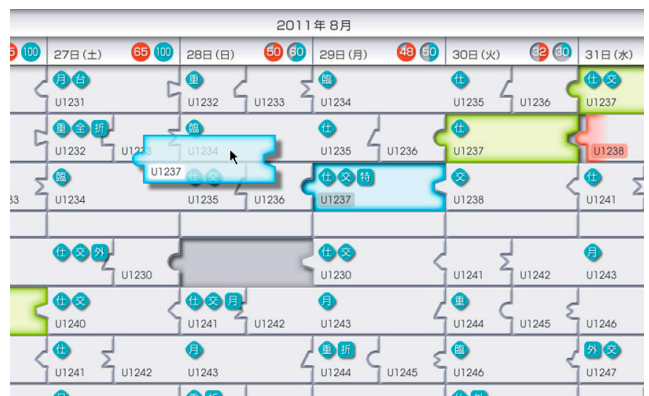 2011年 8月
100 27日(土) 65 100 28日(日) 50 60 29日(月) 48 50 30日(火) 32 30 31日(水)
月 台 重 臨 仕 仕 交
U1231 U1232 U1233 U1234 U1235 U1236 U1237
重 全 折 臨 仕 仕
U1232 U1233 U1234 U1235 U1236 U1237 U1238
U1237
臨 仕 交 仕 交 特 交 仕
33 U1234 U1235 U1236 U1237 U1238 U1241
仕 交 外 仕 交 月
U1230 U1230 U1241 U1242 U1243
仕 交 仕 交 月 月 重
U1240 U1241 U1242 U1243 U1244 U1245 U1246
仕 月 重 折 臨 外 交
U1241 U1242 U1243 U1244 U1245 U1246 U1247